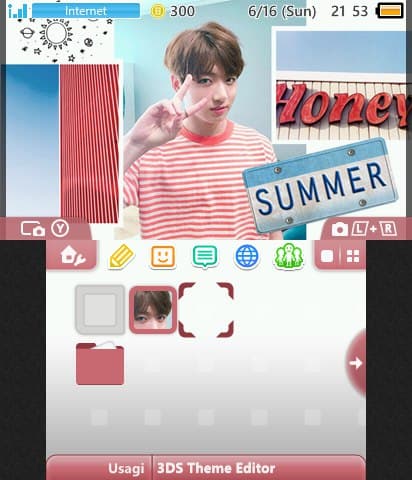 Internet 300 6/16 (Sun) 21 53
Honey
SUMMER
Y
L+R
Usagi 3DS Theme Editor